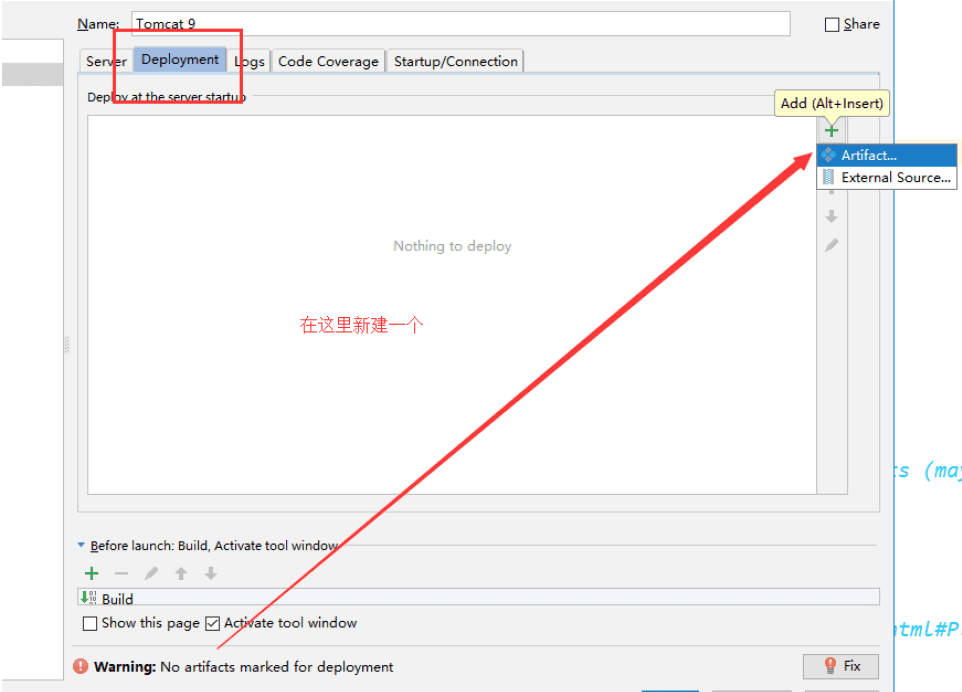 Name: Tomcat 9
Share
Server Deployment Logs Code Coverage Startup/Connection
Deploy at the server startup
Add (Alt+Insert)
Artifact...
External Source...
Nothing to deploy
在这里新建一个
s (may
Before launch: Build, Activate tool window
Build
Show this page Activate tool window
html#P
Warning: No artifacts marked for deployment
Fix